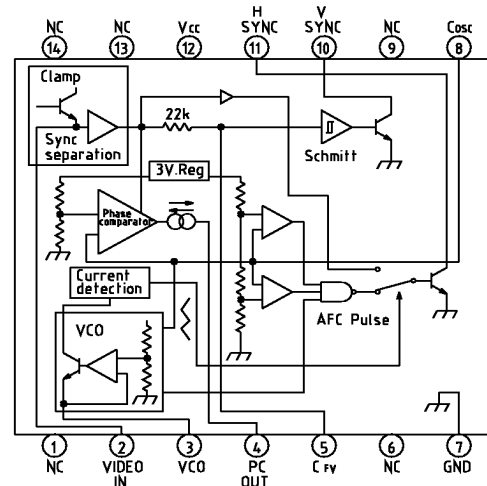 NC NC Vcc H SYNC V SYNC NC Cosc
14 13 12 11 10 9 8
Clamp
Sync separation
22k
Schmitt
3V.Reg
Phase comparator
Current detection
VCO
AFC Pulse
1 2 3 4 5 6 7
NC VIDEO IN VCO PC OUT CFV NC GND